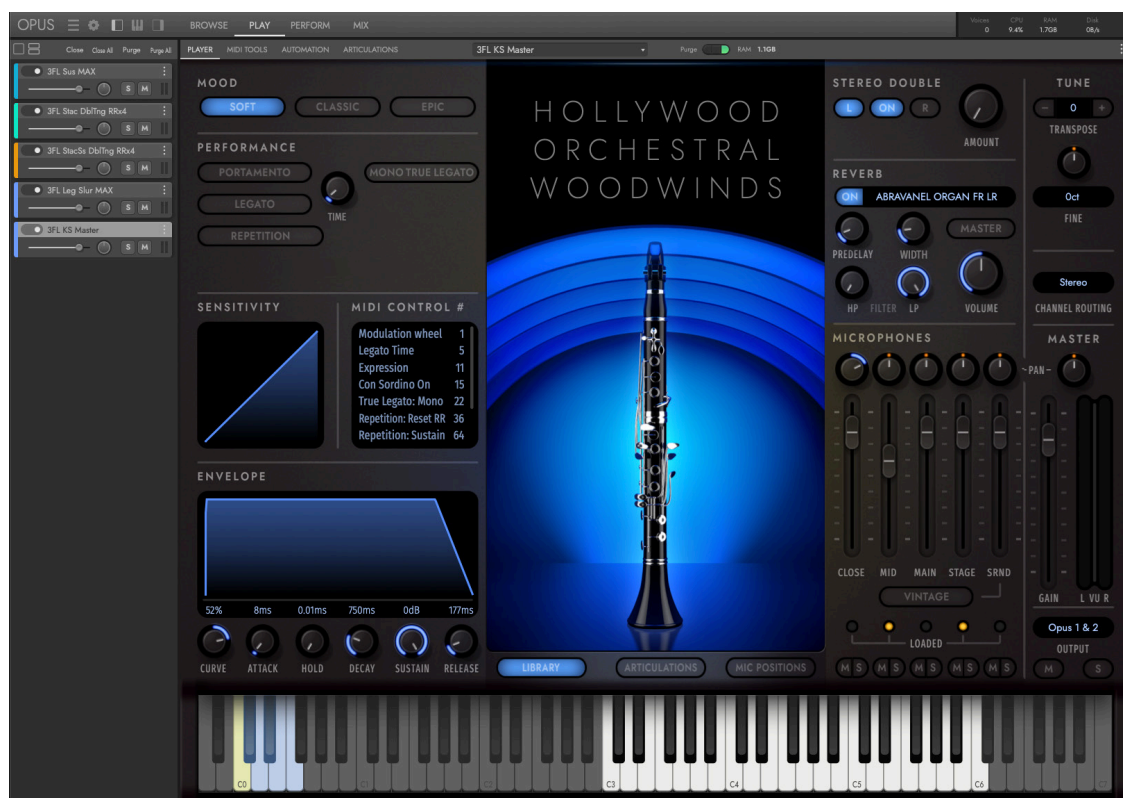 OPUS BROWSE PLAY PERFORM MIX
Voices CPU RAM Disk
0 9.4% 1.7GB 0B/s
Close Close All Purge Purge All
PLAYER MIDI TOOLS AUTOMATION ARTICULATIONS 3FL KS Master Purge RAM 1.1GB
3FL Sus MAX
S M
3FL Stac DblTng RRx4
S M
3FL StacSs DblTng RRx4
S M
3FL Leg Slur MAX
S M
3FL KS Master
S M
MOOD
SOFT CLASSIC EPIC
PERFORMANCE
PORTAMENTO MONO TRUE LEGATO
LEGATO
TIME
REPETITION
SENSITIVITY
MIDI CONTROL #
Modulation wheel 1
Legato Time 5
Expression 11
Con Sordino On 15
True Legato: Mono 22
Repetition: Reset RR 36
Repetition: Sustain 64
ENVELOPE
52% 8ms 0.01ms 750ms 0dB 177ms
CURVE ATTACK HOLD DECAY SUSTAIN RELEASE
HOLLYWOOD
ORCHESTRAL
WOODWINDS
LIBRARY ARTICULATIONS MIC POSITIONS
STEREO DOUBLE
L ON R
AMOUNT
REVERB
ON ABRAVANEL ORGAN FR LR
MASTER
PREDELAY WIDTH
HP FILTER LP VOLUME
MICROPHONES
~PAN~
CLOSE MID MAIN STAGE SRND
VINTAGE
LOADED
M S M S M S M S M S
TUNE
− 0 +
TRANSPOSE
0ct
FINE
Stereo
CHANNEL ROUTING
MASTER
GAIN L VU R
Opus 1 & 2
OUTPUT
M S
C0 C1 C2 C3 C4 C5 C6